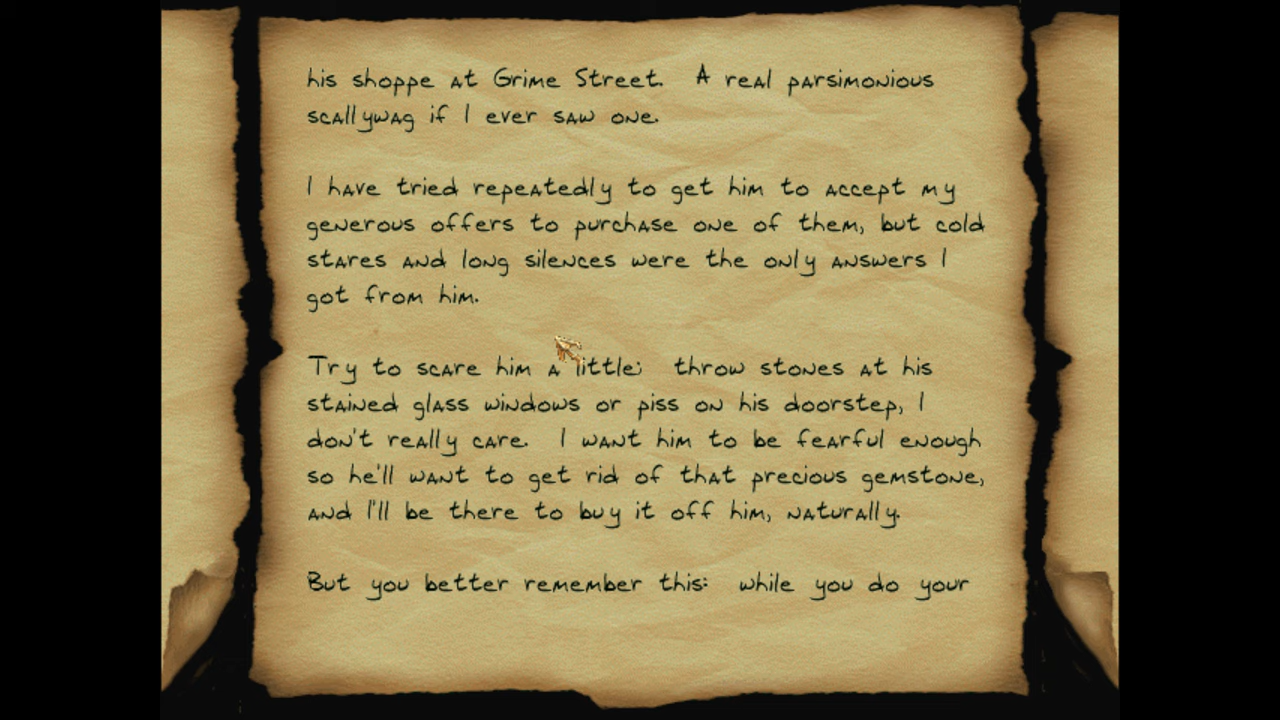 his shoppe at Grime Street.  A real parsimonious
scallywag if I ever saw one.
I have tried repeatedly to get him to accept my
generous offers to purchase one of them, but cold
stares and long silences were the only answers I
got from him.
Try to scare him a little;  throw stones at his
stained glass windows or piss on his doorstep, I
don't really care.  I want him to be fearful enough
so he'll want to get rid of that precious gemstone,
and I'll be there to buy it off him, naturally.
But you better remember this:  while you do your